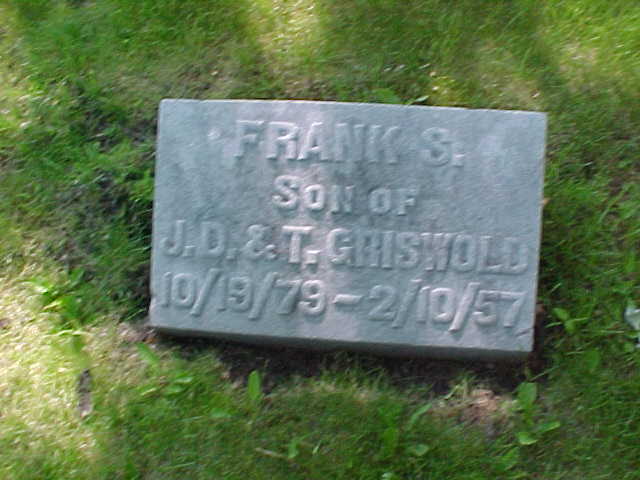 FRANK S.
SON OF
J. D. & T. GRISWOLD
10/19/79 – 2/10/57